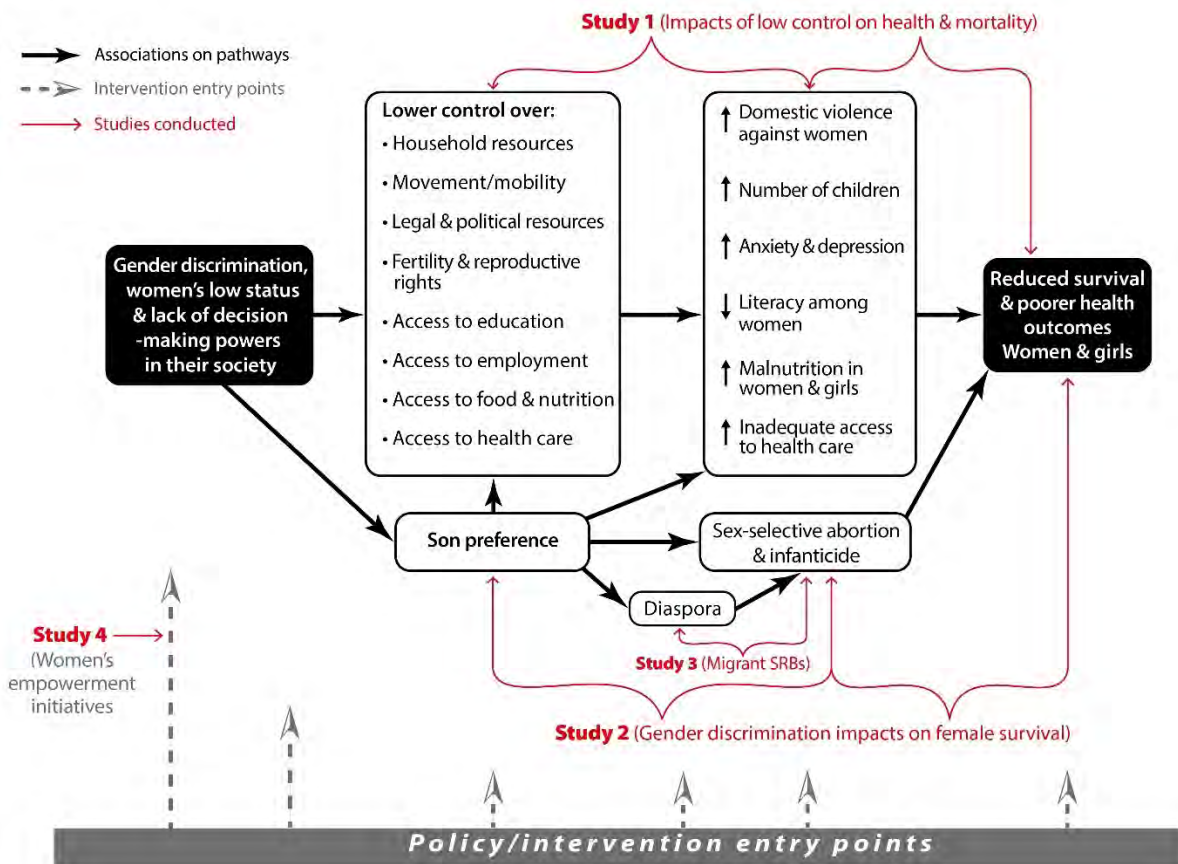 Study 1 (Impacts of low control on health & mortality)
Associations on pathways
Intervention entry points
Studies conducted
Lower control over:
• Household resources
• Movement/mobility
• Legal & political resources
• Fertility & reproductive
rights
• Access to education
• Access to employment
• Access to food & nutrition
• Access to health care
Domestic violence
against women
Number of children
Anxiety & depression
Literacy among
women
Malnutrition in
women & girls
Inadequate access
to health care
Gender discrimination,
women's low status
& lack of decision
-making powers
in their society
Reduced survival
& poorer health
outcomes
Women & girls
Son preference
Sex-selective abortion
& infanticide
Diaspora
Study 3 (Migrant SRBs)
Study 4
(Women's
empowerment
initiatives
Study 2 (Gender discrimination impacts on female survival)
Policy/intervention entry points